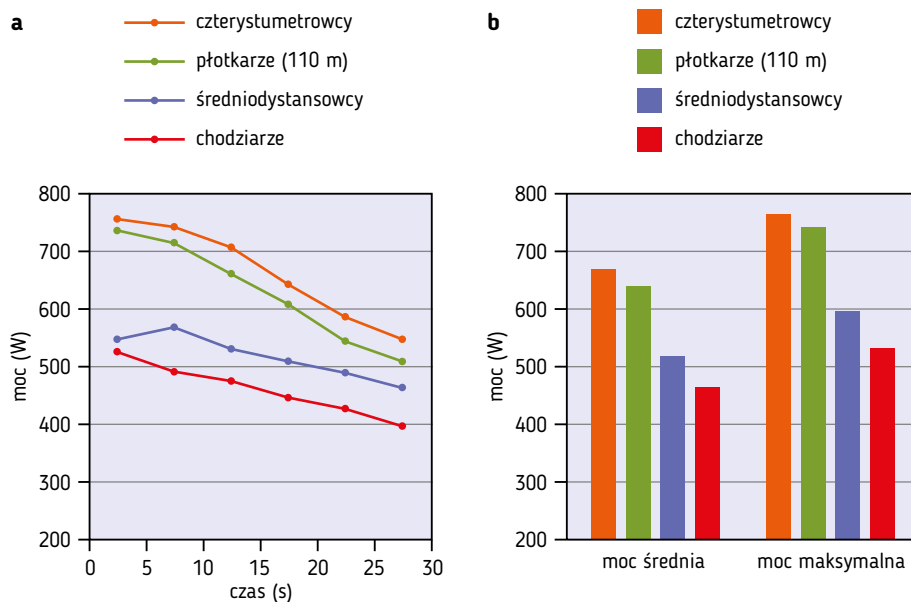 a
czterystumetrowcy
płotkarze (110 m)
średniodystansowcy
chodziarze
800
700
600
500
400
300
200
moc (W)
0 5 10 15 20 25 30
czas (s)
b
czterystumetrowcy
płotkarze (110 m)
średniodystansowcy
chodziarze
800
700
600
500
400
300
200
moc (W)
moc średnia moc maksymalna